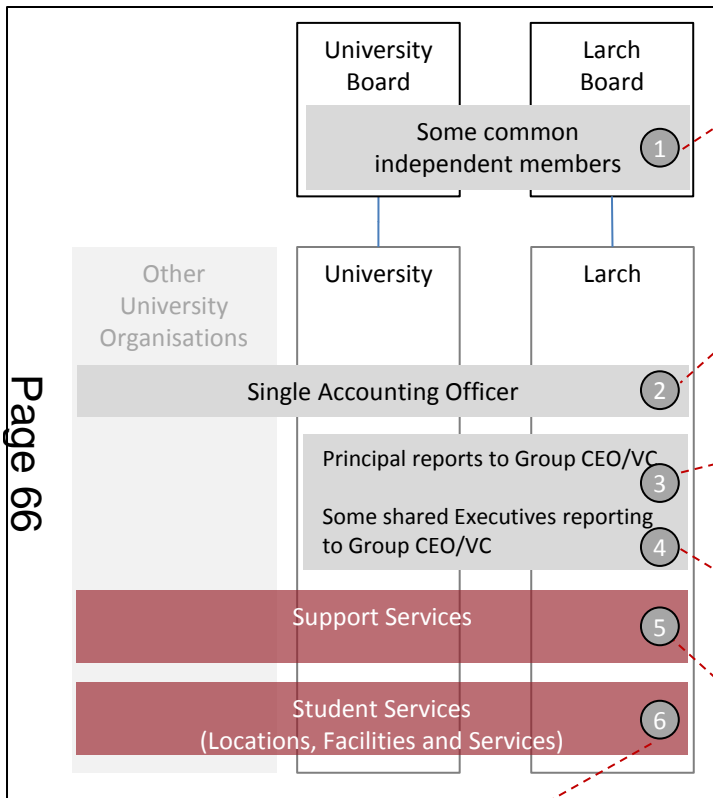 University
Board
Larch
Board
Some common
independent members
1
Other
University
Organisations
University
Larch
Single Accounting Officer
2
Principal reports to Group CEO/VC
3
Some shared Executives reporting
to Group CEO/VC
4
Support Services
5
Student Services
(Locations, Facilities and Services)
6
Page 66